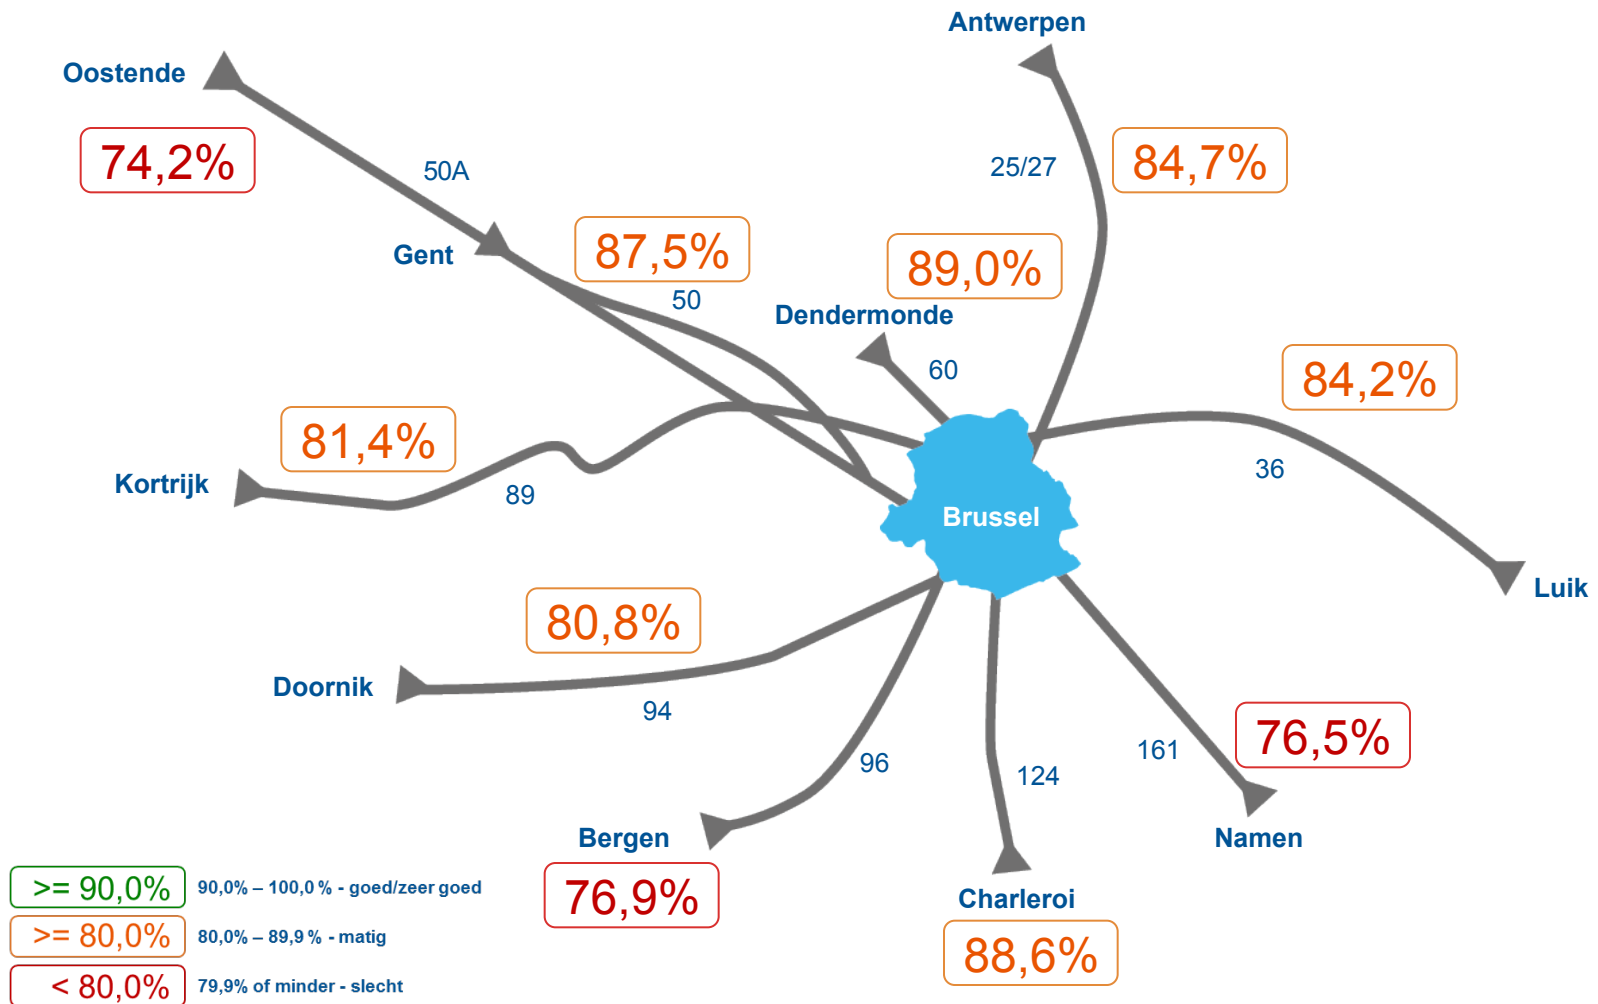 Antwerpen
Oostende
74,2%
50A
25/27
84,7%
Gent
87,5%
50
89,0%
Dendermonde
60
84,2%
36
81,4%
Kortrijk
89
Brussel
Luik
80,8%
Doornik
94
96
124
161
76,5%
Bergen
76,9%
Namen
Charleroi
88,6%
>= 90,0% 90,0% – 100,0 % - goed/zeer goed
>= 80,0% 80,0% – 89,9 % - matig
< 80,0% 79,9% of minder - slecht